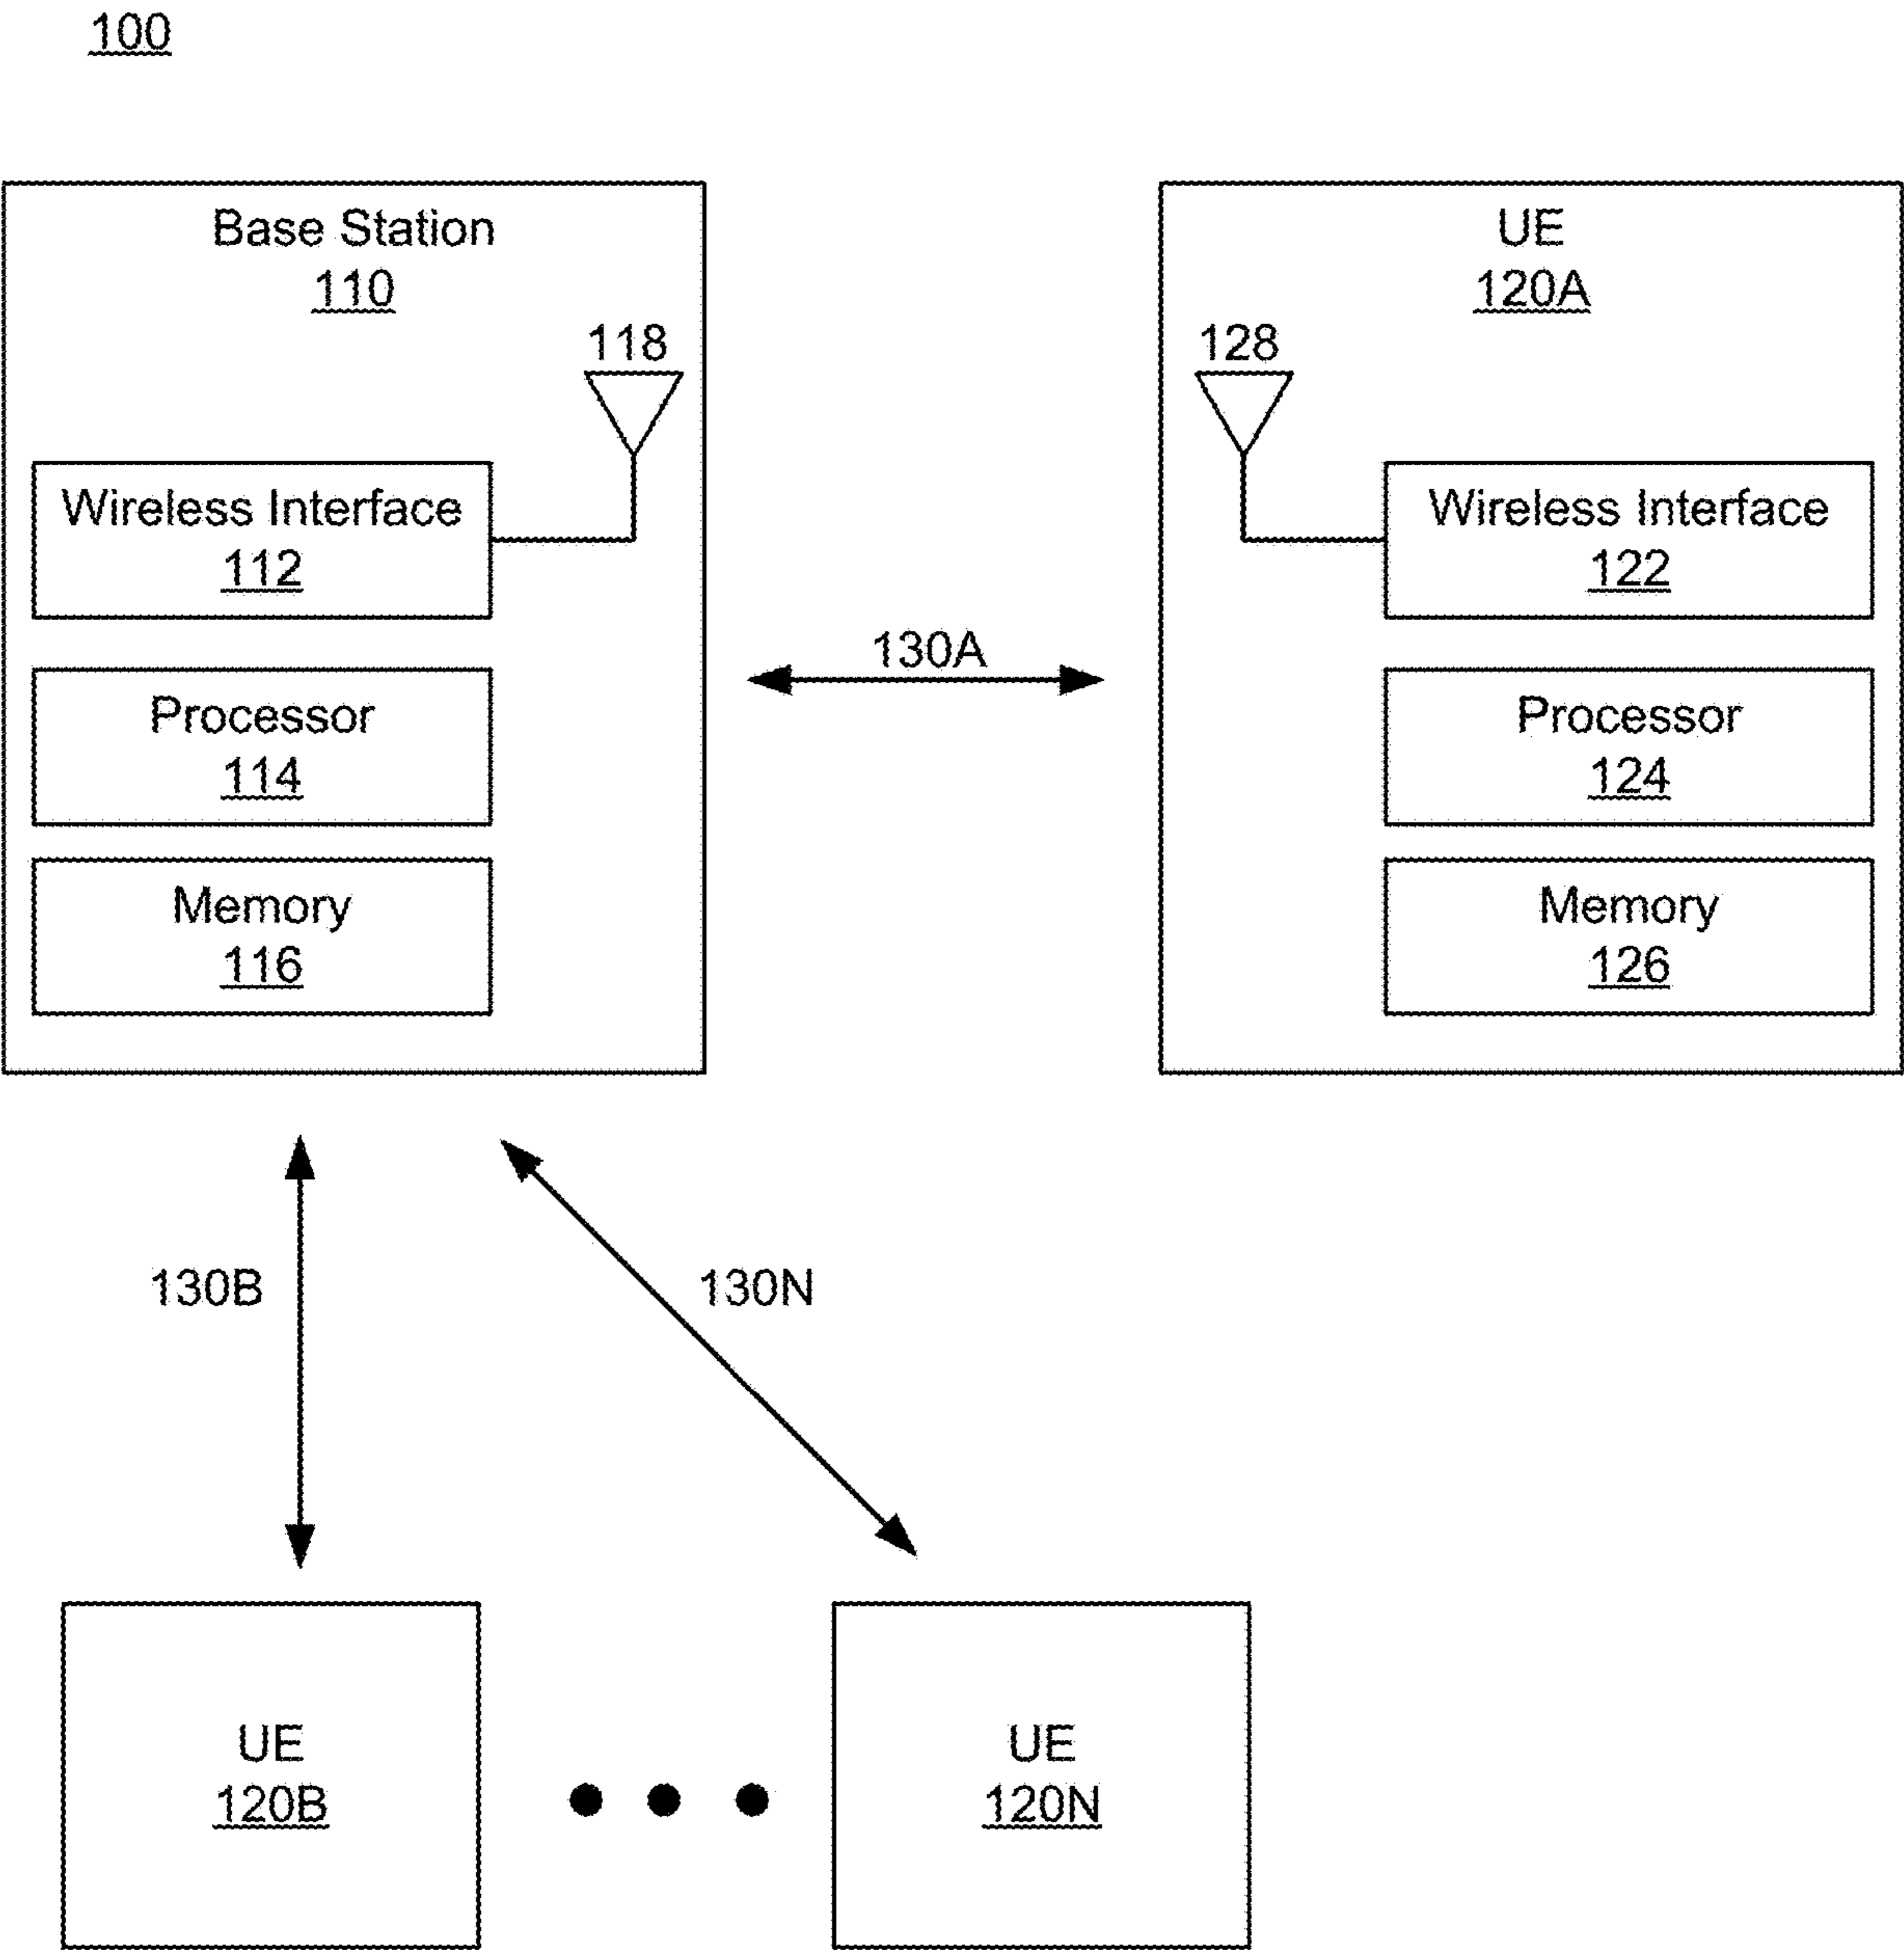 100
Base Station
110
118
Wireless Interface
112
Processor
114
Memory
116
130A
UE
120A
128
Wireless Interface
122
Processor
124
Memory
126
130B
130N
UE
120B
UE
120N